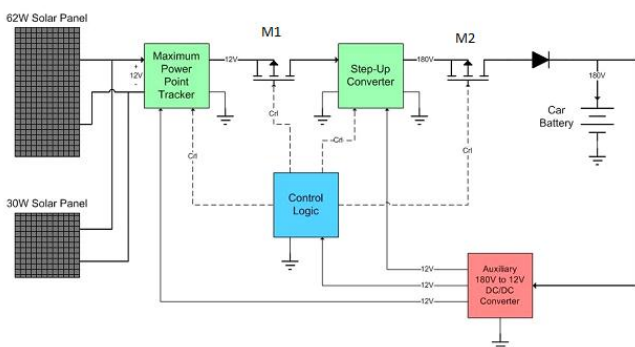 62W Solar Panel
M1
M2
Maximum
Power
Point
Tracker
+
12V
-
12V
Step-Up
Converter
180V
180V
Car
Battery
Crl
Crl
Crl
Crl
Control
Logic
30W Solar Panel
12V
12V
12V
Auxiliary
180V to 12V
DC/DC
Converter